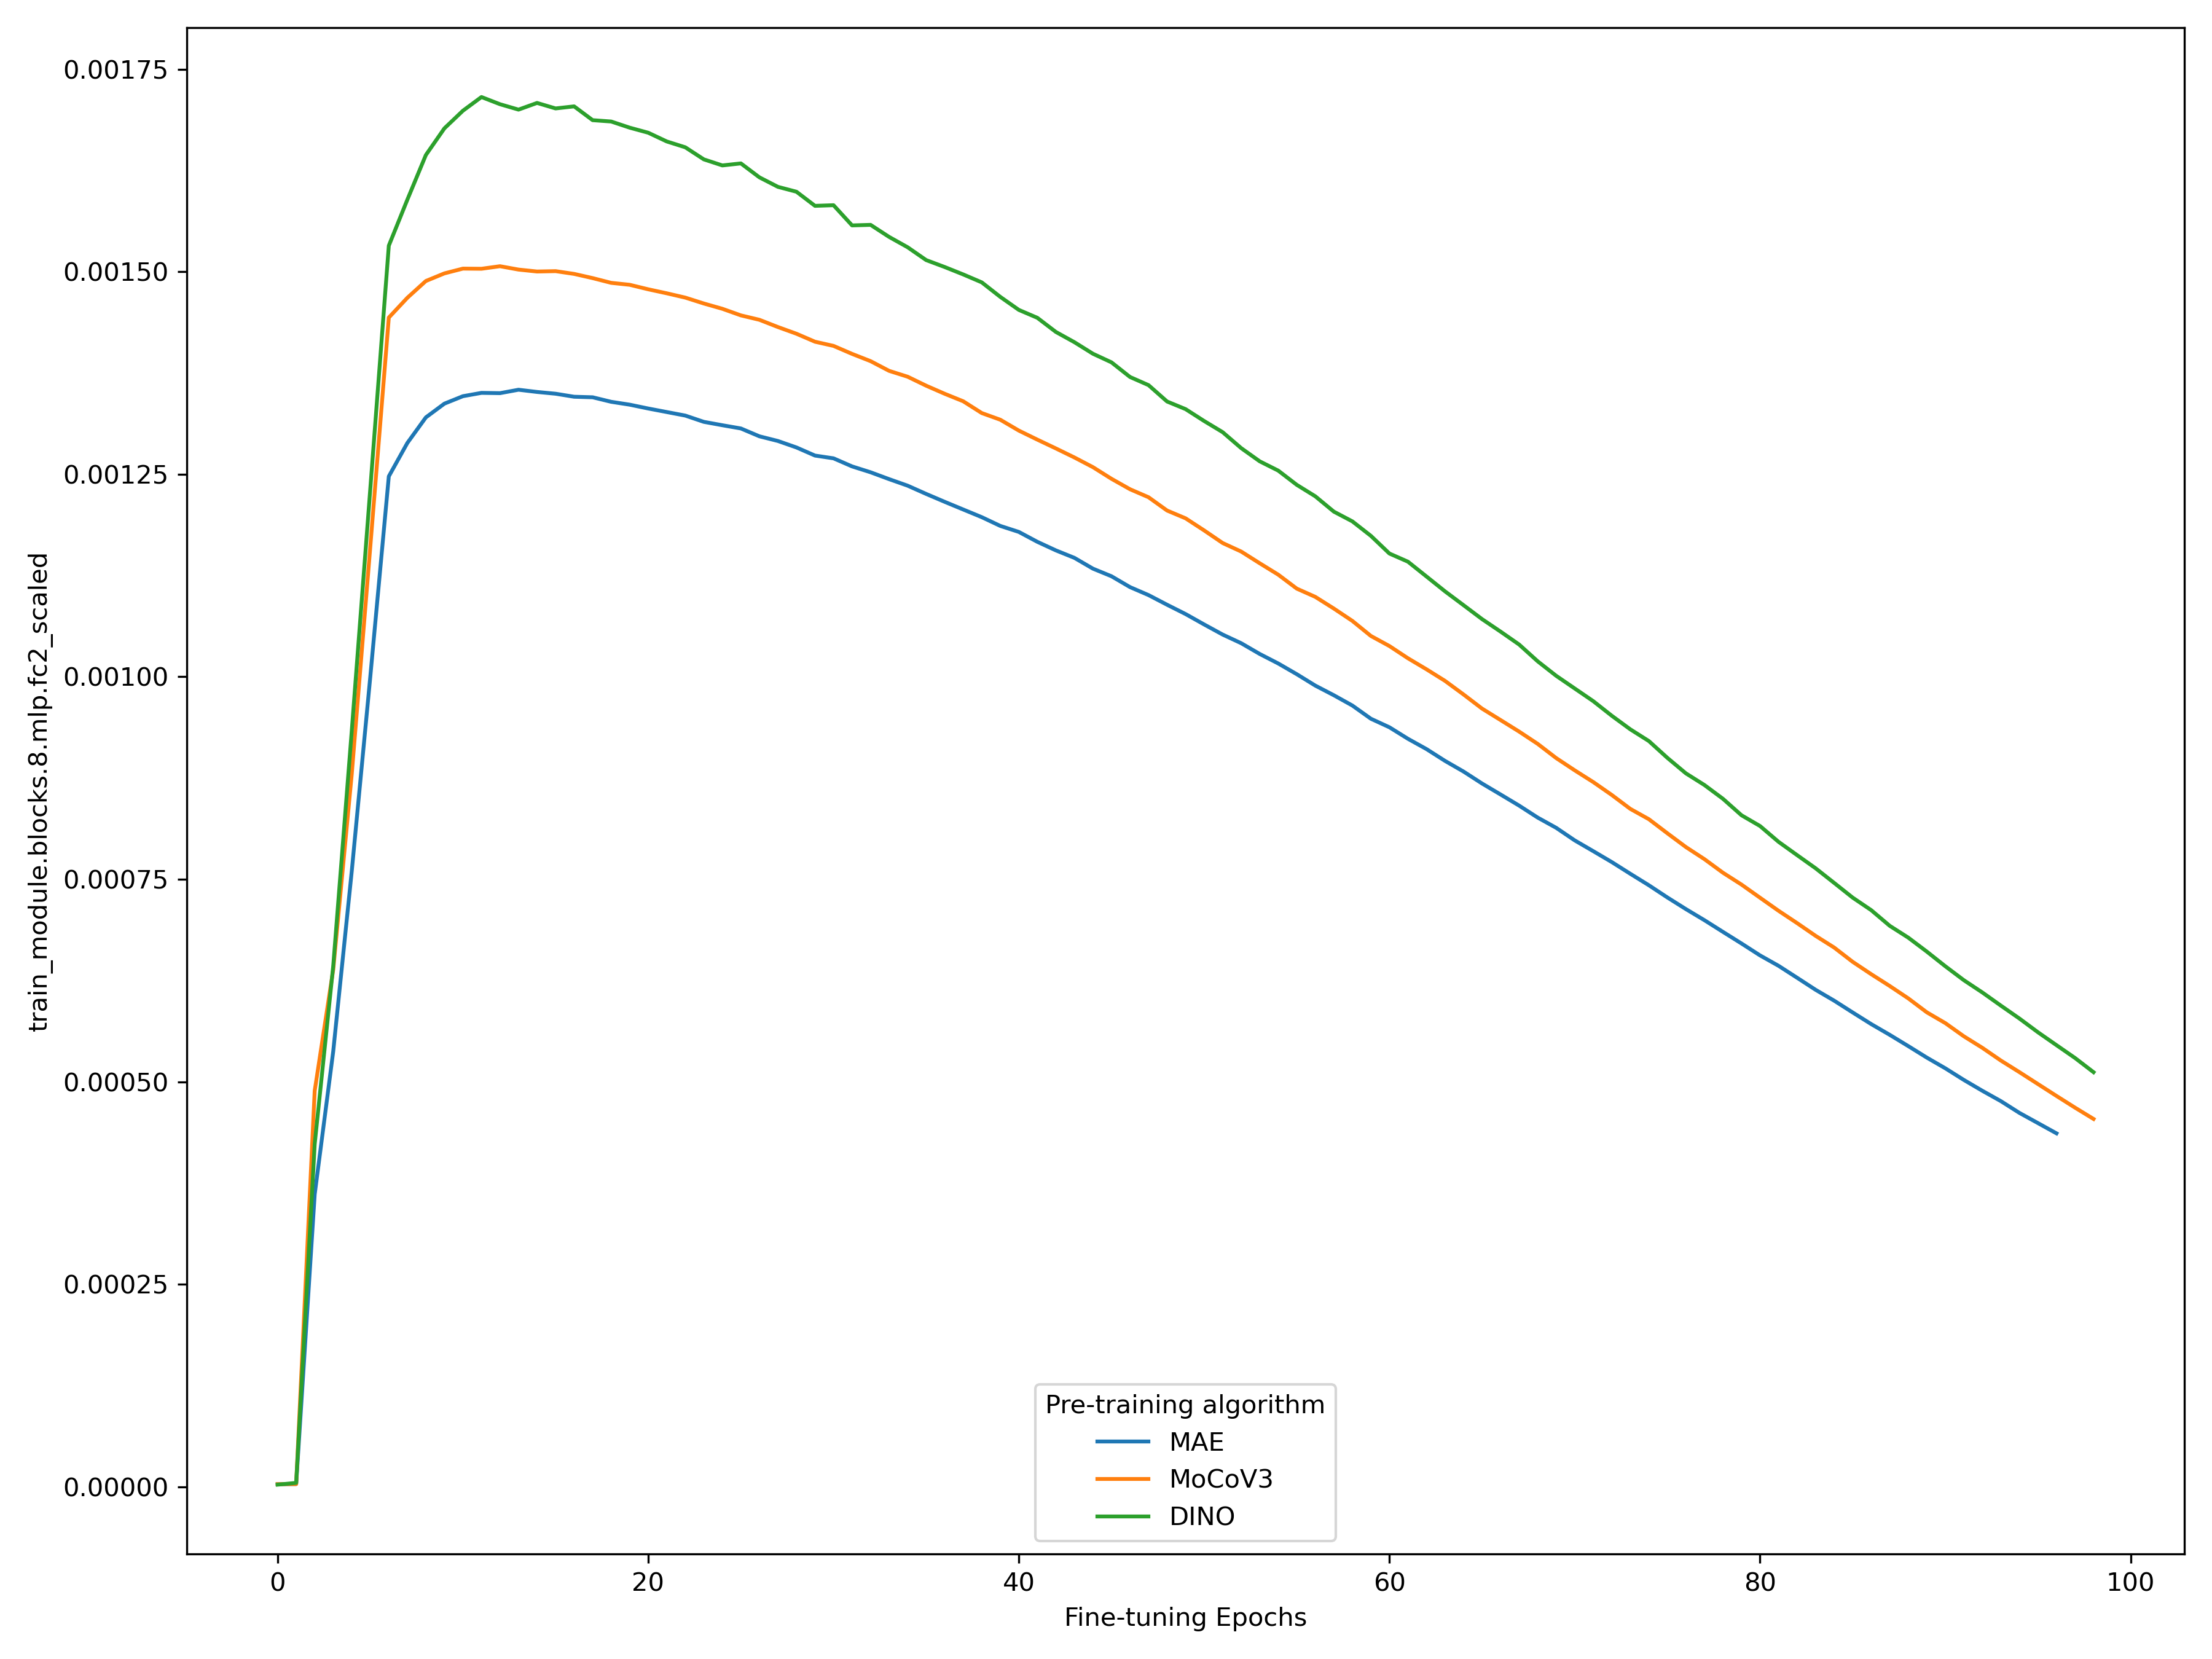 0.00175
0.00150
0.00125
0.00100
0.00075
0.00050
0.00025
0.00000
train_module.blocks.8.mlp.fc2_scaled
Pre-training algorithm
MAE
MoCoV3
DINO
0 20 40 60 80 100
Fine-tuning Epochs